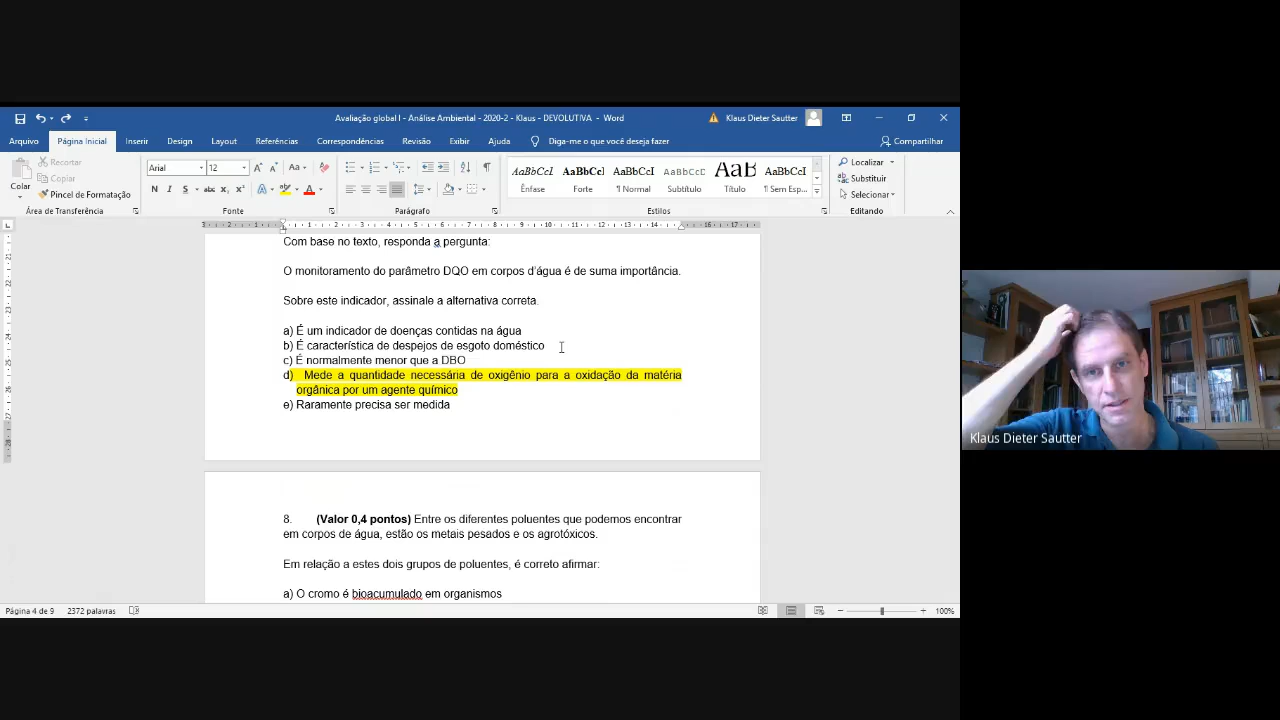 Avaliação global I - Análise Ambiental - 2020-2 - Klaus - DEVOLUTIVA - Word
Klaus Dieter Sautter
Arquivo
Página Inicial
Inserir
Design
Layout
Referências
Correspondências
Revisão
Exibir
Ajuda
Diga-me o que você deseja fazer
Compartilhar
Colar
Recortar
Copiar
Pincel de Formatação
Área de Transferência
Arial
12
Aa
N I S abc x₂ x²
Fonte
Parágrafo
AaBbCcI AaBbCcI AaBbCcI AaBbCcI AaB AaBbCcI
Ênfase Forte ¶ Normal Subtítulo Título ¶ Sem Esp...
Estilos
Localizar
Substituir
Selecionar
Editando
Com base no texto, responda a pergunta:
O monitoramento do parâmetro DQO em corpos d'água é de suma importância.
Sobre este indicador, assinale a alternativa correta.
a) É um indicador de doenças contidas na água
b) É característica de despejos de esgoto doméstico
c) É normalmente menor que a DBO
d) Mede a quantidade necessária de oxigênio para a oxidação da matéria
orgânica por um agente químico
e) Raramente precisa ser medida
8. (Valor 0,4 pontos) Entre os diferentes poluentes que podemos encontrar
em corpos de água, estão os metais pesados e os agrotóxicos.
Em relação a estes dois grupos de poluentes, é correto afirmar:
a) O cromo é bioacumulado em organismos
Página 4 de 9
2372 palavras
100%
Klaus Dieter Sautter